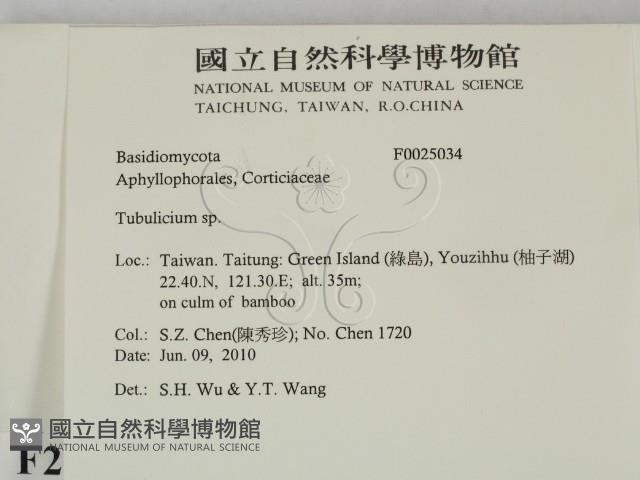 國立自然科學博物館
NATIONAL MUSEUM OF NATURAL SCIENCE
TAICHUNG, TAIWAN, R.O.CHINA
Basidiomycota F0025034
Aphyllophorales, Corticiaceae
Tubulicium sp.
Loc.: Taiwan. Taitung: Green Island (綠島), Youzihhu (柚子湖)
22.40.N, 121.30.E; alt. 35m;
on culm of bamboo
Col.: S.Z. Chen(陳秀珍); No. Chen 1720
Date: Jun. 09, 2010
Det.: S.H. Wu & Y.T. Wang
國立自然科學博物館
NATIONAL MUSEUM OF NATURAL SCIENCE
F2